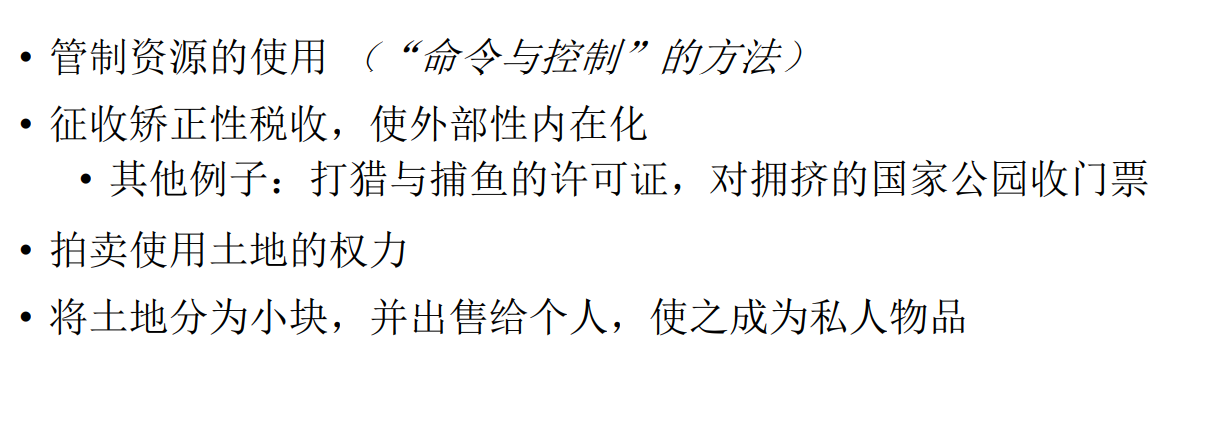 • 管制资源的使用 （“命令与控制”的方法）
• 征收矫正性税收，使外部性内在化
• 其他例子：打猎与捕鱼的许可证，对拥挤的国家公园收门票
• 拍卖使用土地的权力
• 将土地分为小块，并出售给个人，使之成为私人物品